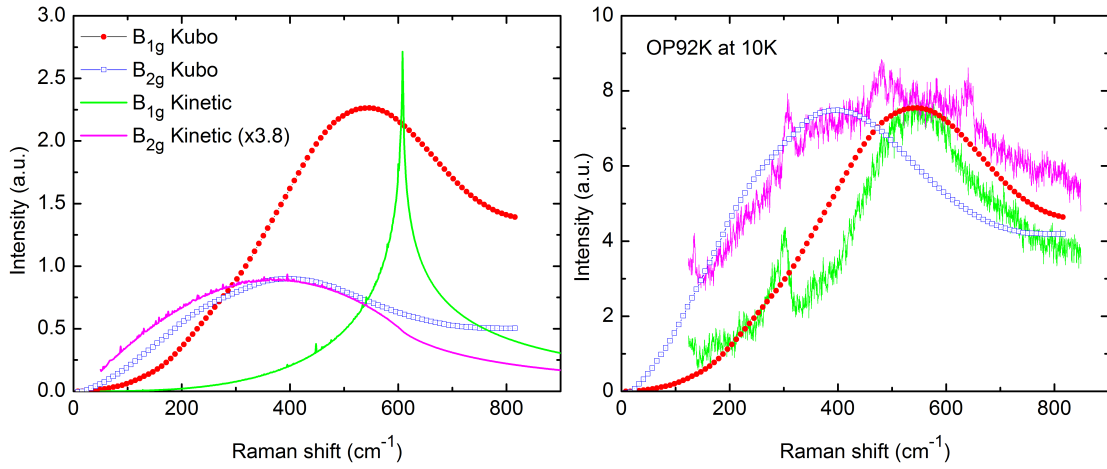 3.0
2.5
2.0
1.5
1.0
0.5
0.0
Intensity (a.u.)
B1g Kubo
B2g Kubo
B1g Kinetic
B2g Kinetic (x3.8)
0 200 400 600 800
Raman shift (cm-1)
10
8
6
4
2
0
Intensity (a.u.)
OP92K at 10K
0 200 400 600 800
Raman shift (cm-1)